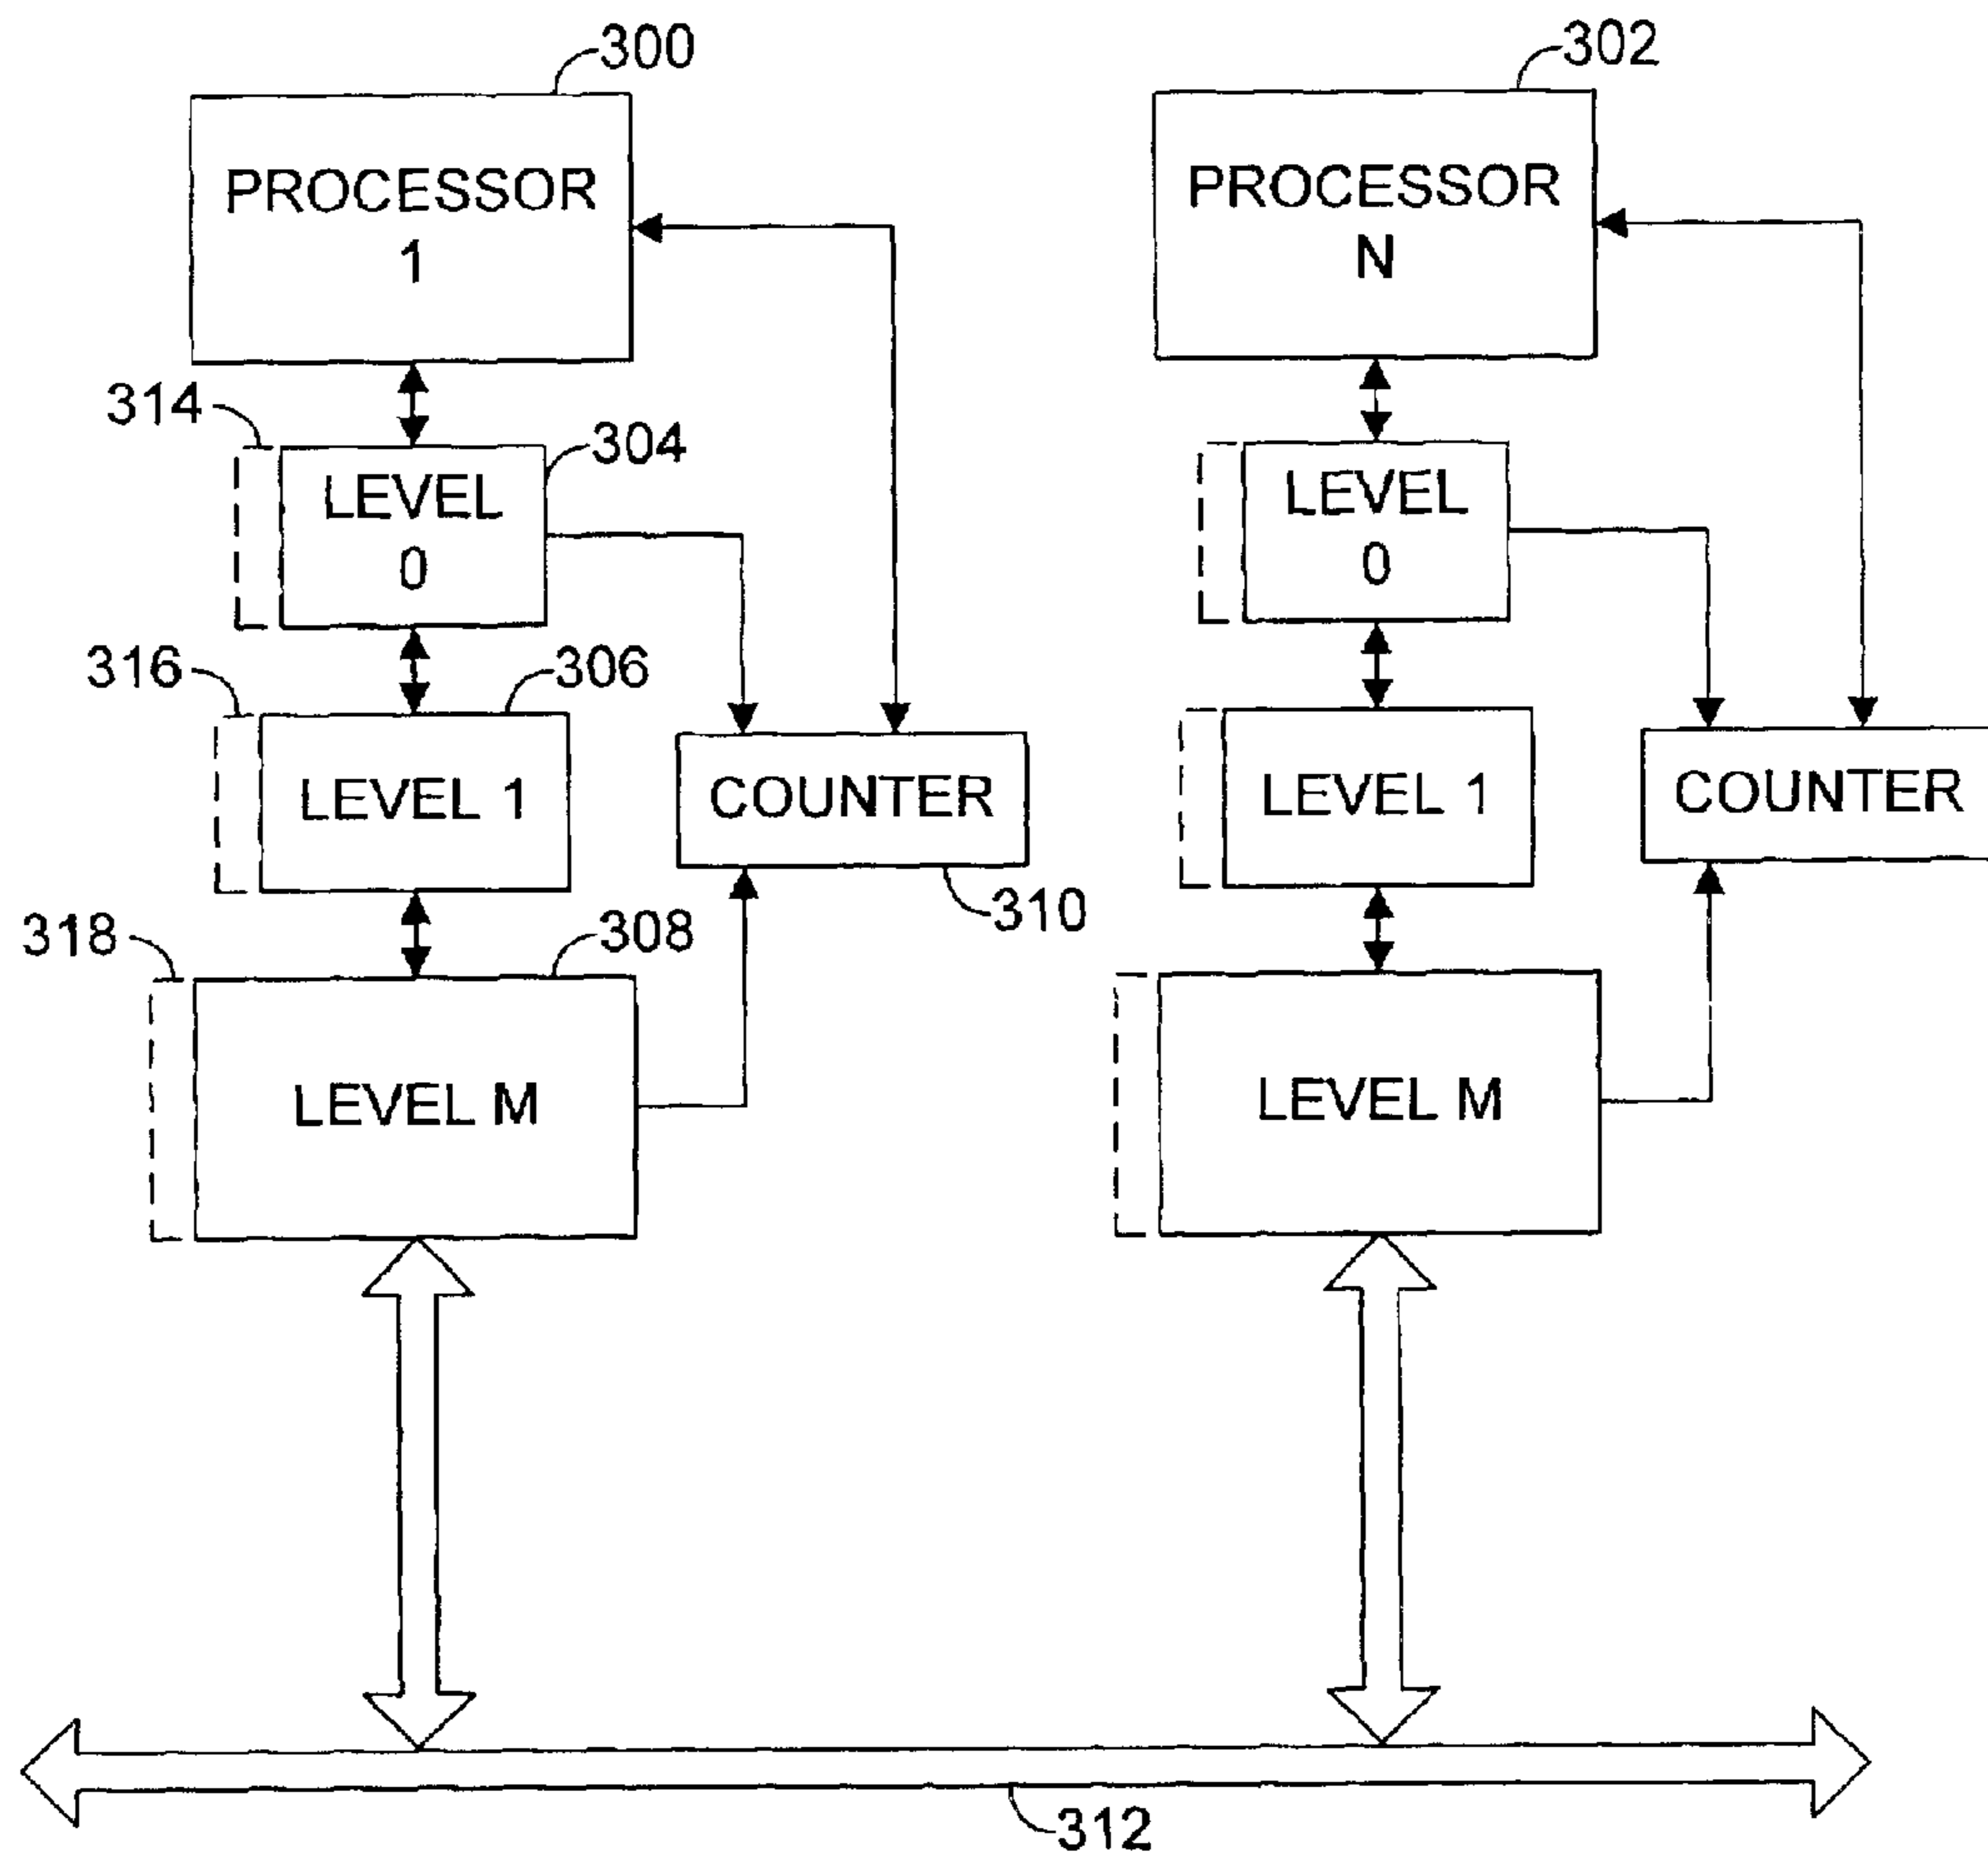 300
302
PROCESSOR
1
PROCESSOR
N
314
304
LEVEL
0
LEVEL
0
316
306
LEVEL 1
COUNTER
LEVEL 1
COUNTER
310
318
308
LEVEL M
LEVEL M
312